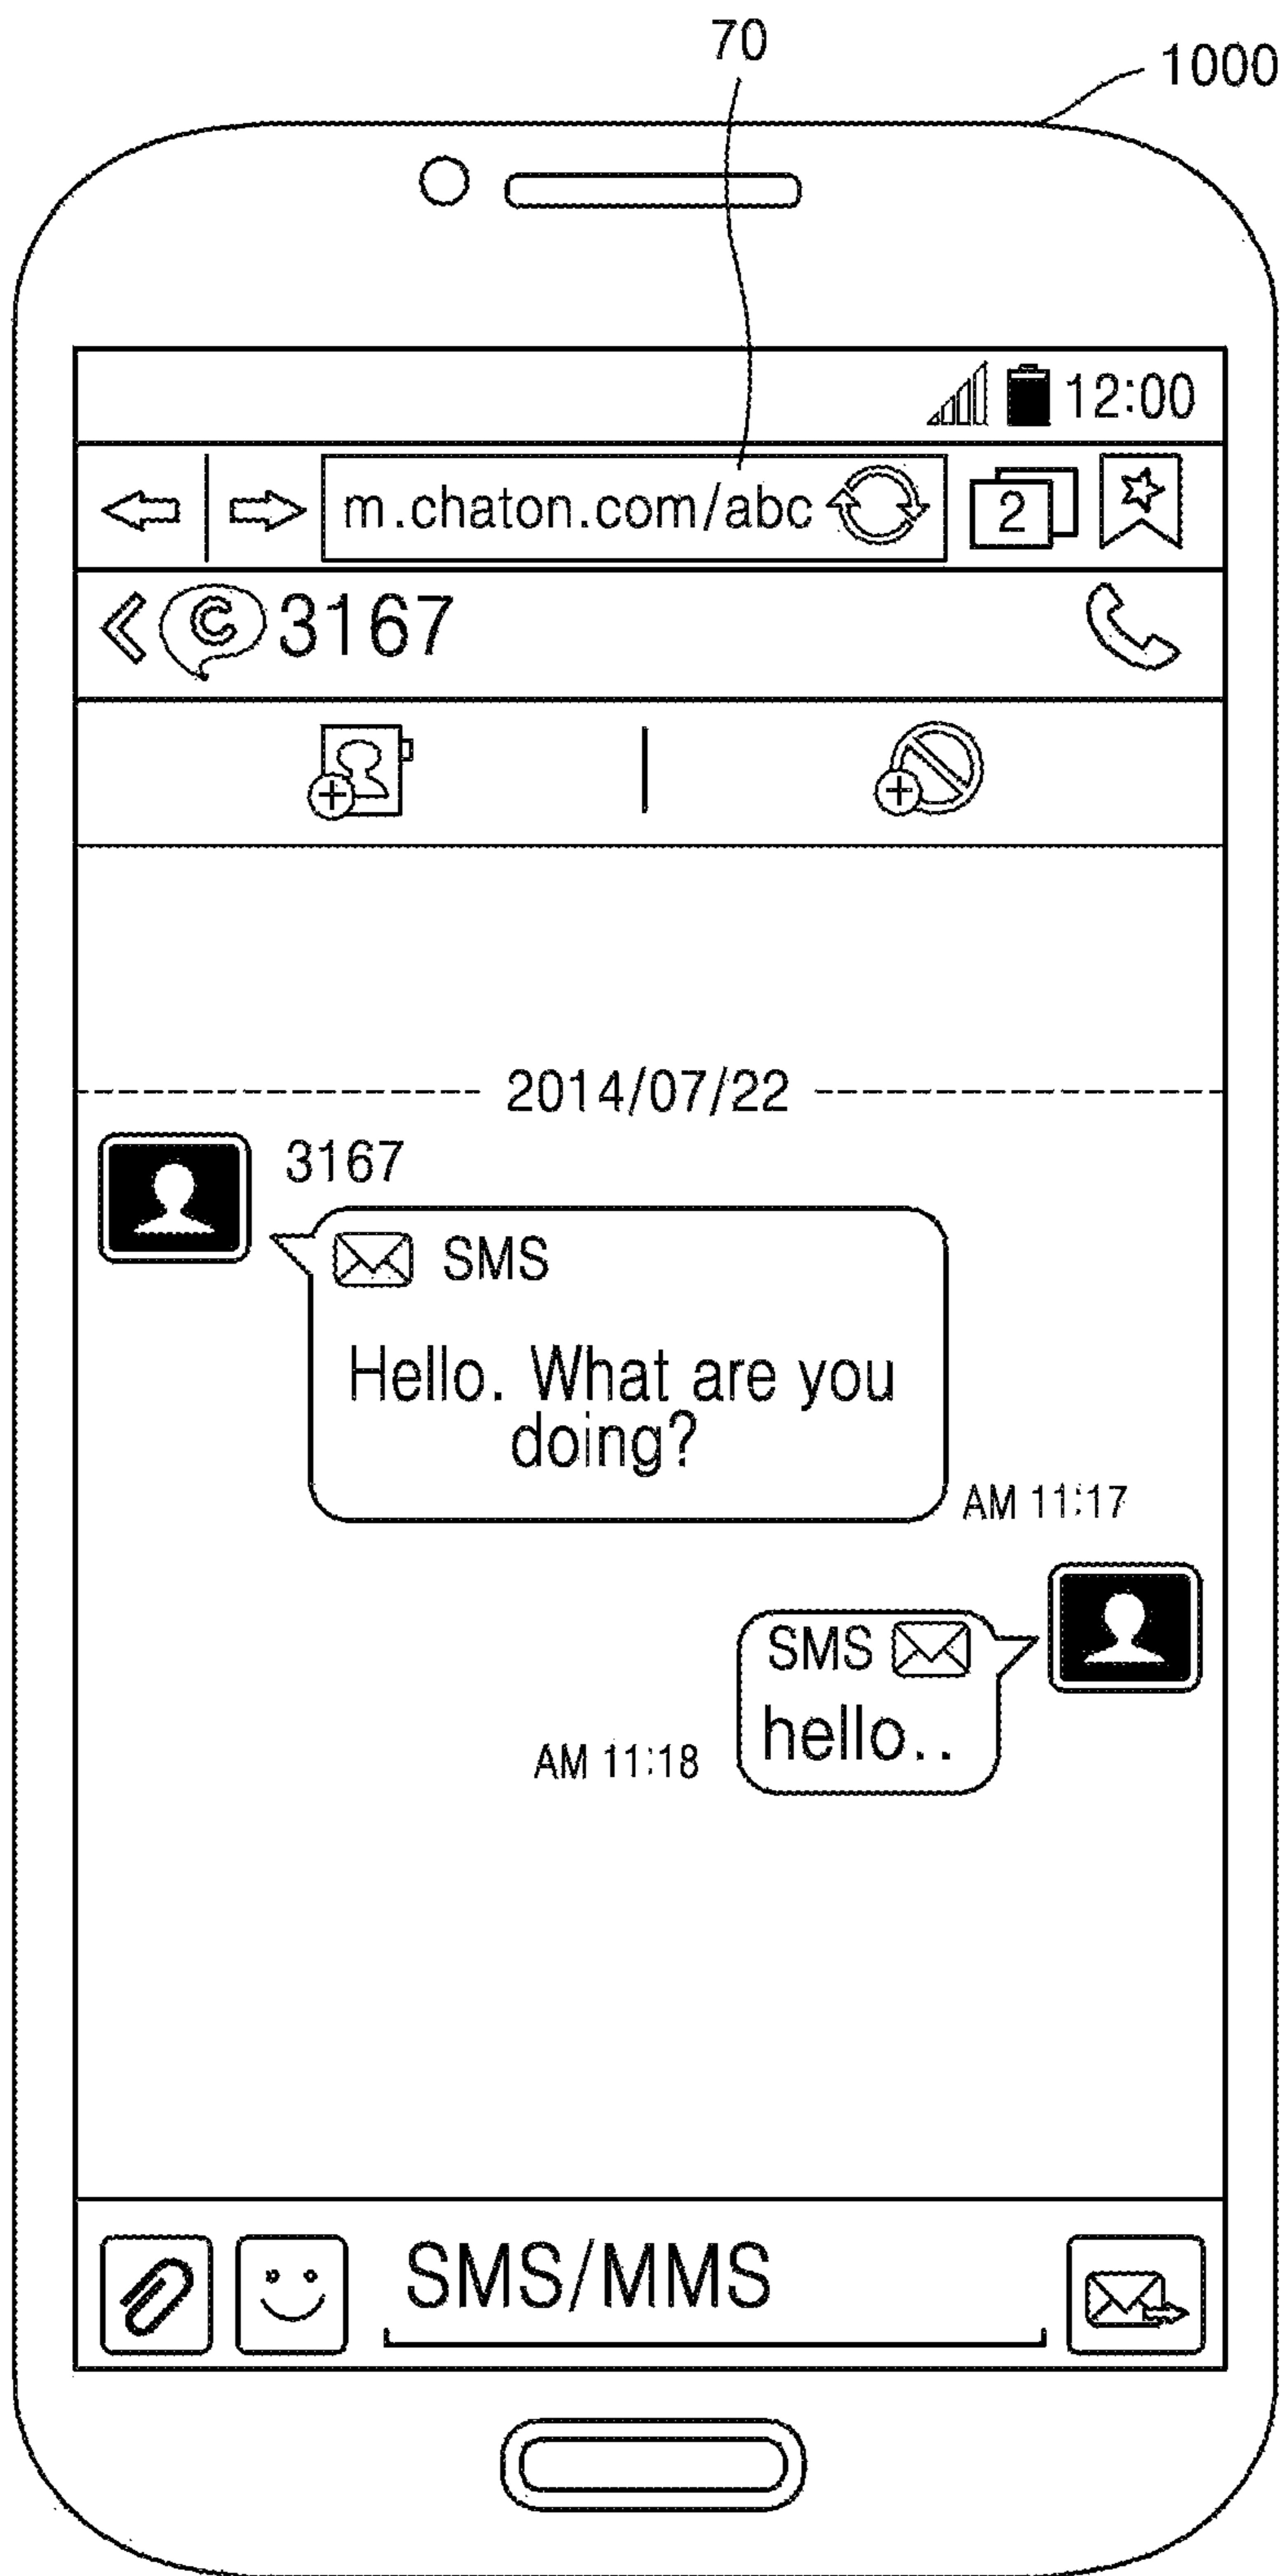 70
1000
12:00
m.chaton.com/abc
2
C 3167
2014/07/22
3167
SMS
Hello. What are you
doing?
AM 11:17
SMS
hello..
AM 11:18
SMS/MMS